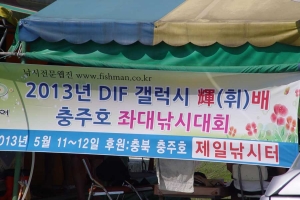 낚시전문웹진 www.fishman.co.kr
2013년 DIF 갤럭시 輝(휘)배
충주호 좌대낚시대회
2013년 5월 11~12일 후원:충북 충주호 제일낚시터